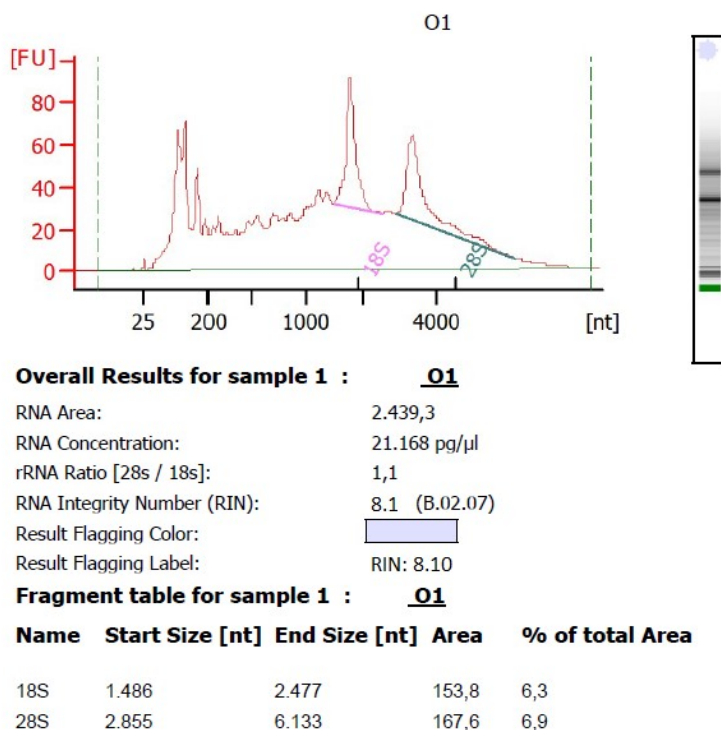 O1
[FU]
80
60
40
20
0
18S
28S
25 200 1000 4000 [nt]
Overall Results for sample 1 : O1
RNA Area: 2.439,3
RNA Concentration: 21.168 pg/µl
rRNA Ratio [28s / 18s]: 1,1
RNA Integrity Number (RIN): 8.1 (B.02.07)
Result Flagging Color:
Result Flagging Label: RIN: 8.10
Fragment table for sample 1 : O1
Name Start Size [nt] End Size [nt] Area % of total Area
18S 1.486 2.477 153,8 6,3
28S 2.855 6.133 167,6 6,9